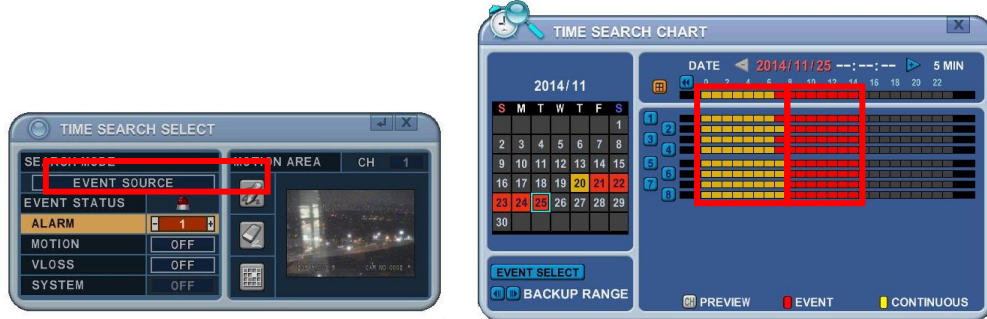 TIME SEARCH SELECT
X
SEARCH MODE
EVENT SOURCE
EVENT STATUS
ALARM - 1 +
MOTION OFF
VLOSS OFF
SYSTEM OFF
MOTION AREA CH 1
CAM NO 0002
TIME SEARCH CHART
X
2014/11
S M T W T F S
1
2 3 4 5 6 7 8
9 10 11 12 13 14 15
16 17 18 19 20 21 22
23 24 25 26 27 28 29
30
EVENT SELECT
BACKUP RANGE
DATE 2014/11/25 --:--:-- 5 MIN
0 2 4 6 8 10 12 14 16 18 20 22
1
2
3
4
5
6
7
8
CH PREVIEW EVENT CONTINUOUS